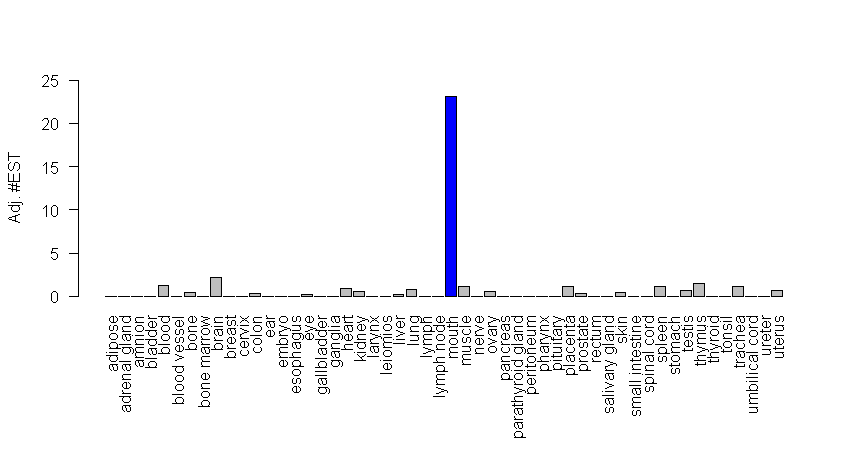 Adj. #EST
25
20
15
10
5
0
adipose
adrenal gland
amnion
bladder
blood
blood vessel
bone
bone marrow
brain
breast
cervix
colon
ear
embryo
esophagus
eye
gallbladder
ganglia
heart
kidney
larynx
leiomios
liver
lung
lymph
lymph node
mouth
muscle
nerve
ovary
pancreas
parathyroid gland
peritoneum
pharynx
pituitary
placenta
prostate
rectum
salivary gland
skin
small intestine
spinal cord
spleen
stomach
testis
thymus
thyroid
tonsil
trachea
umbilical cord
ureter
uterus